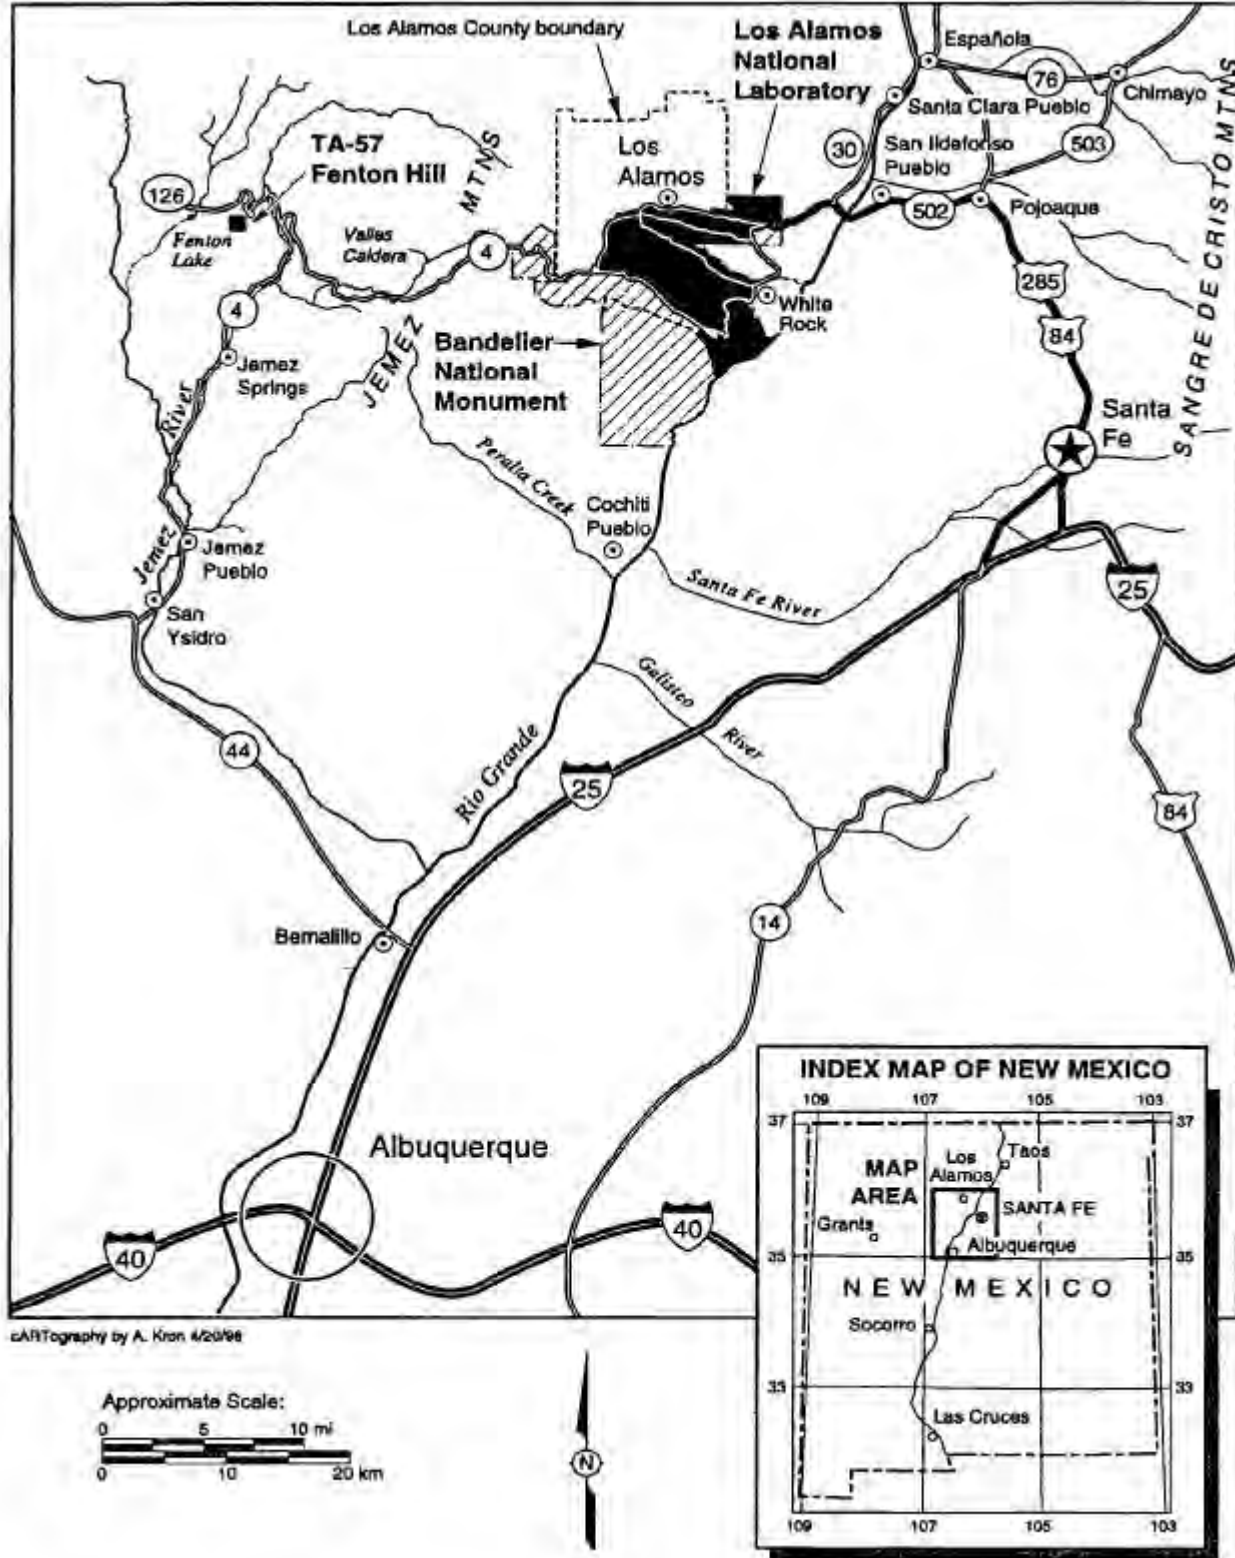 Los Alamos County boundary
Los Alamos
National
Laboratory
Española
76
Chimayo
Santa Clara Pueblo
San Ildefonso
Pueblo
30
503
502
Pojoaque
285
84
SANGRE DE CRISTO MTNS
TA-57
Fenton Hill
126
Fenton
Lake
Valles
Caldera
MTNS
4
Los
Alamos
White
Rock
4
Jemez
Springs
JEMEZ
Bandelier
National
Monument
Santa
Fe
River
Peralta Creek
Cochiti
Pueblo
Jemez
Jemez
Pueblo
San
Ysidro
Santa Fe River
25
Galisteo
River
44
Rio Grande
25
84
14
Bernalillo
Albuquerque
40
40
cARTography by A. Kron 4/20/98
Approximate Scale:
0 5 10 mi
0 10 20 km
N
INDEX MAP OF NEW MEXICO
109 107 105 103
37 37
Taos
Los
Alamos
MAP
AREA
SANTA FE
Grants
Albuquerque
35 35
NEW MEXICO
Socorro
33 33
Las Cruces
109 107 105 103